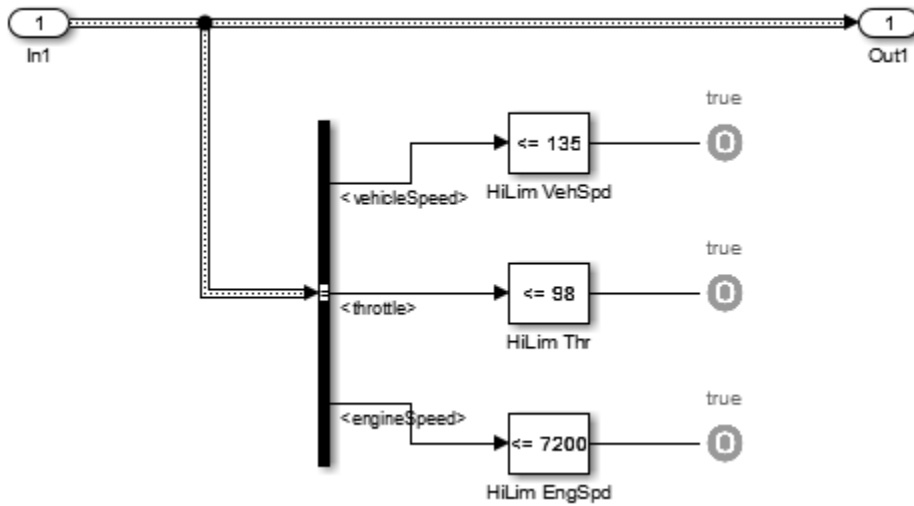 1
In1
1
Out1
true
<= 135
HiLim VehSpd
<vehicleSpeed>
true
<= 98
HiLim Thr
<throttle>
true
<= 7200
HiLim EngSpd
<engineSpeed>
O
O
O